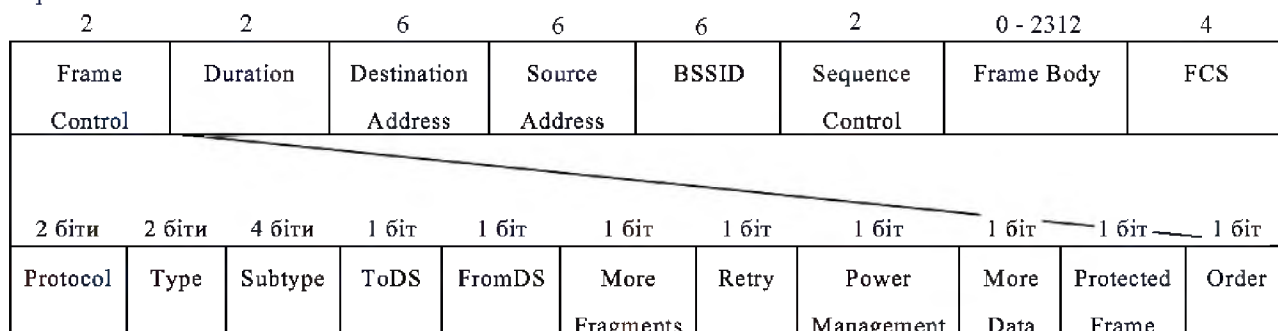 2 2 6 6 6 2 0 - 2312 4
Frame Duration Destination Source BSSID Sequence Frame Body FCS
Control Address Address Control
2 біти 2 біти 4 біти 1 біт 1 біт 1 біт 1 біт 1 біт 1 біт 1 біт 1 біт
Protocol Type Subtype ToDS FromDS More Retry Power More Protected Order
Fragments Management Data Frame